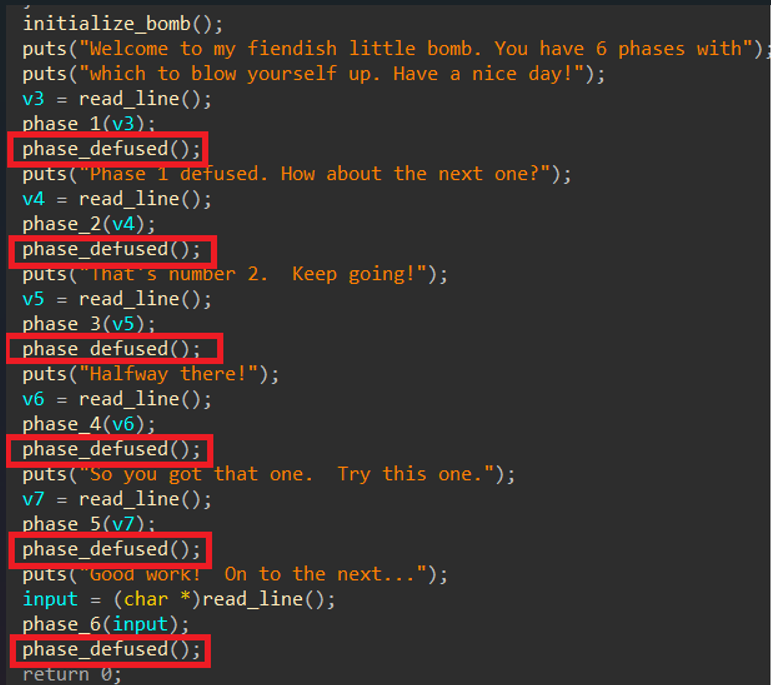 initialize_bomb();
puts("Welcome to my fiendish little bomb. You have 6 phases with");
puts("which to blow yourself up. Have a nice day!");
v3 = read_line();
phase_1(v3);
phase_defused();
puts("Phase 1 defused. How about the next one?");
v4 = read_line();
phase_2(v4);
phase_defused();
puts("That's number 2.  Keep going!");
v5 = read_line();
phase_3(v5);
phase_defused();
puts("Halfway there!");
v6 = read_line();
phase_4(v6);
phase_defused();
puts("So you got that one.  Try this one.");
v7 = read_line();
phase_5(v7);
phase_defused();
puts("Good work!  On to the next...");
input = (char *)read_line();
phase_6(input);
phase_defused();
return 0;